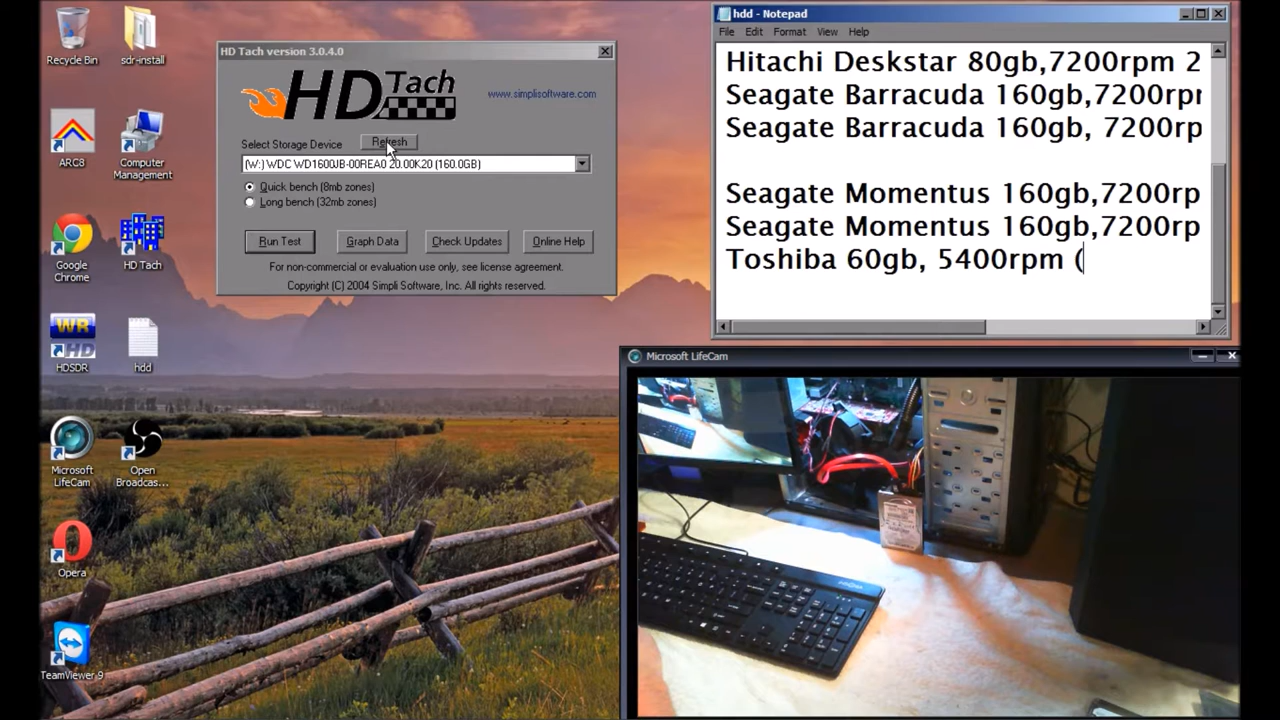 Recycle Bin
sdr-install
ARC8
Computer
Management
Google
Chrome
HD Tach
WR
HD
HDSDR
hdd
Microsoft
LifeCam
Open
Broadcas...
Opera
TeamViewer 9
HD Tach version 3.0.4.0
HD Tach
www.simplisoftware.com
Select Storage Device
Refresh
(W:) WDC WD1600JB-00REA0 20.00K20 (160.0GB)
Quick bench (8mb zones)
Long bench (32mb zones)
Run Test
Graph Data
Check Updates
Online Help
For non-commercial or evaluation use only, see license agreement.
Copyright (C) 2004 Simpli Software, Inc. All rights reserved.
hdd - Notepad
File Edit Format View Help
Hitachi Deskstar 80gb,7200rpm 2
Seagate Barracuda 160gb,7200rpr
Seagate Barracuda 160gb, 7200rp
Seagate Momentus 160gb,7200rp
Seagate Momentus 160gb,7200rp
Toshiba 60gb, 5400rpm (
Microsoft LifeCam